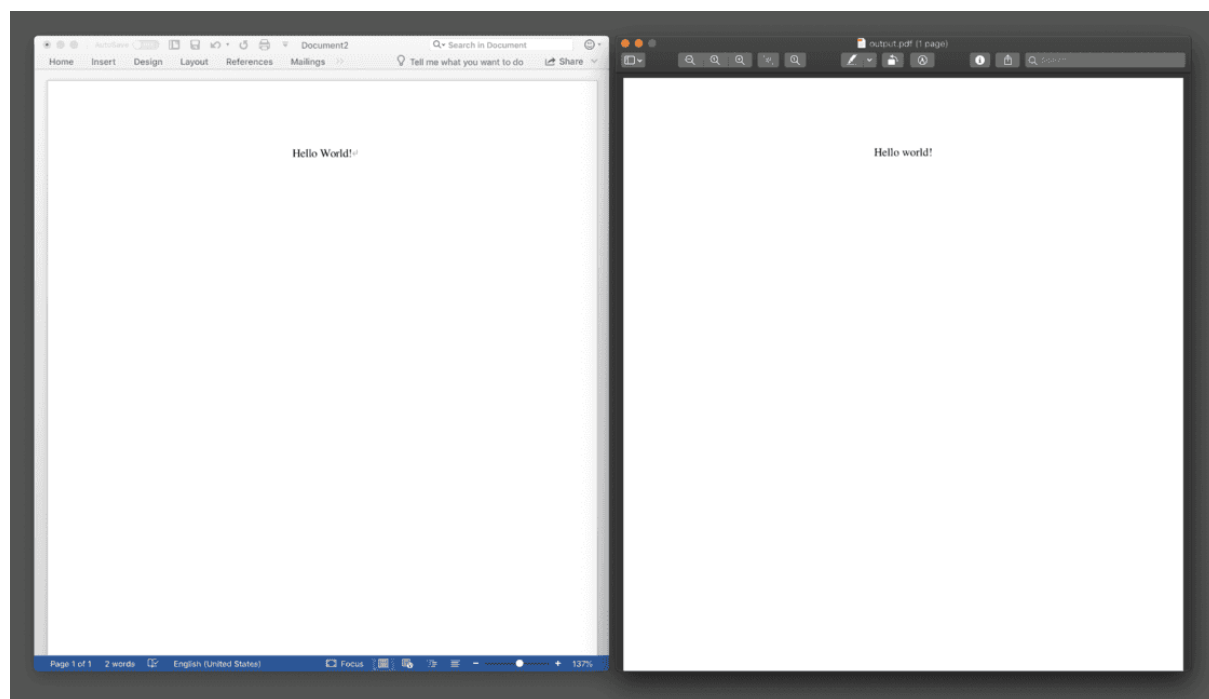 AutoSave
Document2
Search in Document
Home Insert Design Layout References Mailings >>
Tell me what you want to do
Share
Hello World!
Page 1 of 1 2 words English (United States) Focus 137%
output.pdf (1 page)
Search
Hello world!